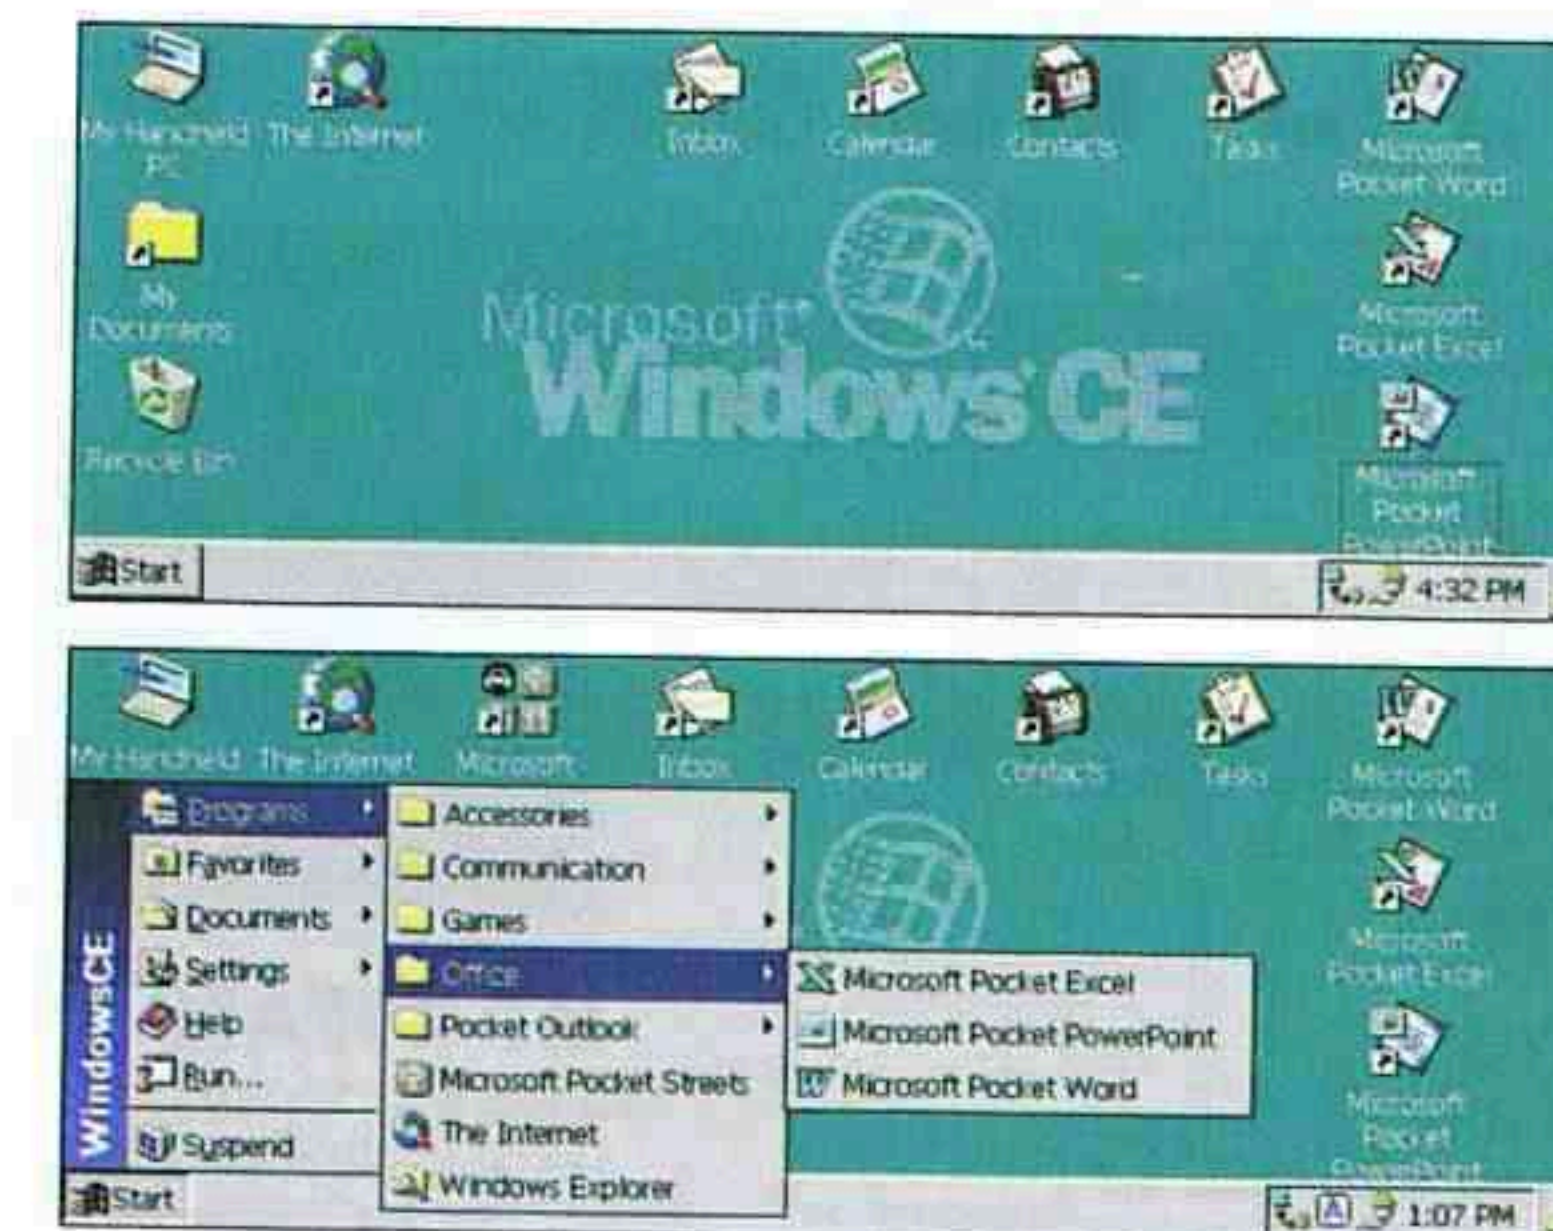 My Handheld The Internet Inbox Calendar Contacts Tasks Microsoft
PC Pocket Word
My
Documents
Microsoft
Pocket Excel
Microsoft®
Windows® CE
Recycle Bin
Microsoft
Pocket
PowerPoint
Start 4:32 PM
My Handheld The Internet Microsoft Inbox Calendar Contacts Tasks Microsoft
Pocket Word
Programs Accessories
Favorites Communication
Documents Games
Microsoft
Pocket Excel
Settings Office Microsoft Pocket Excel
Help Pocket Outlook Microsoft Pocket PowerPoint
Run... Microsoft Pocket Streets Microsoft Pocket Word
Microsoft
Pocket
PowerPoint
WindowsCE
Suspend The Internet
Windows Explorer
Start A 1:07 PM